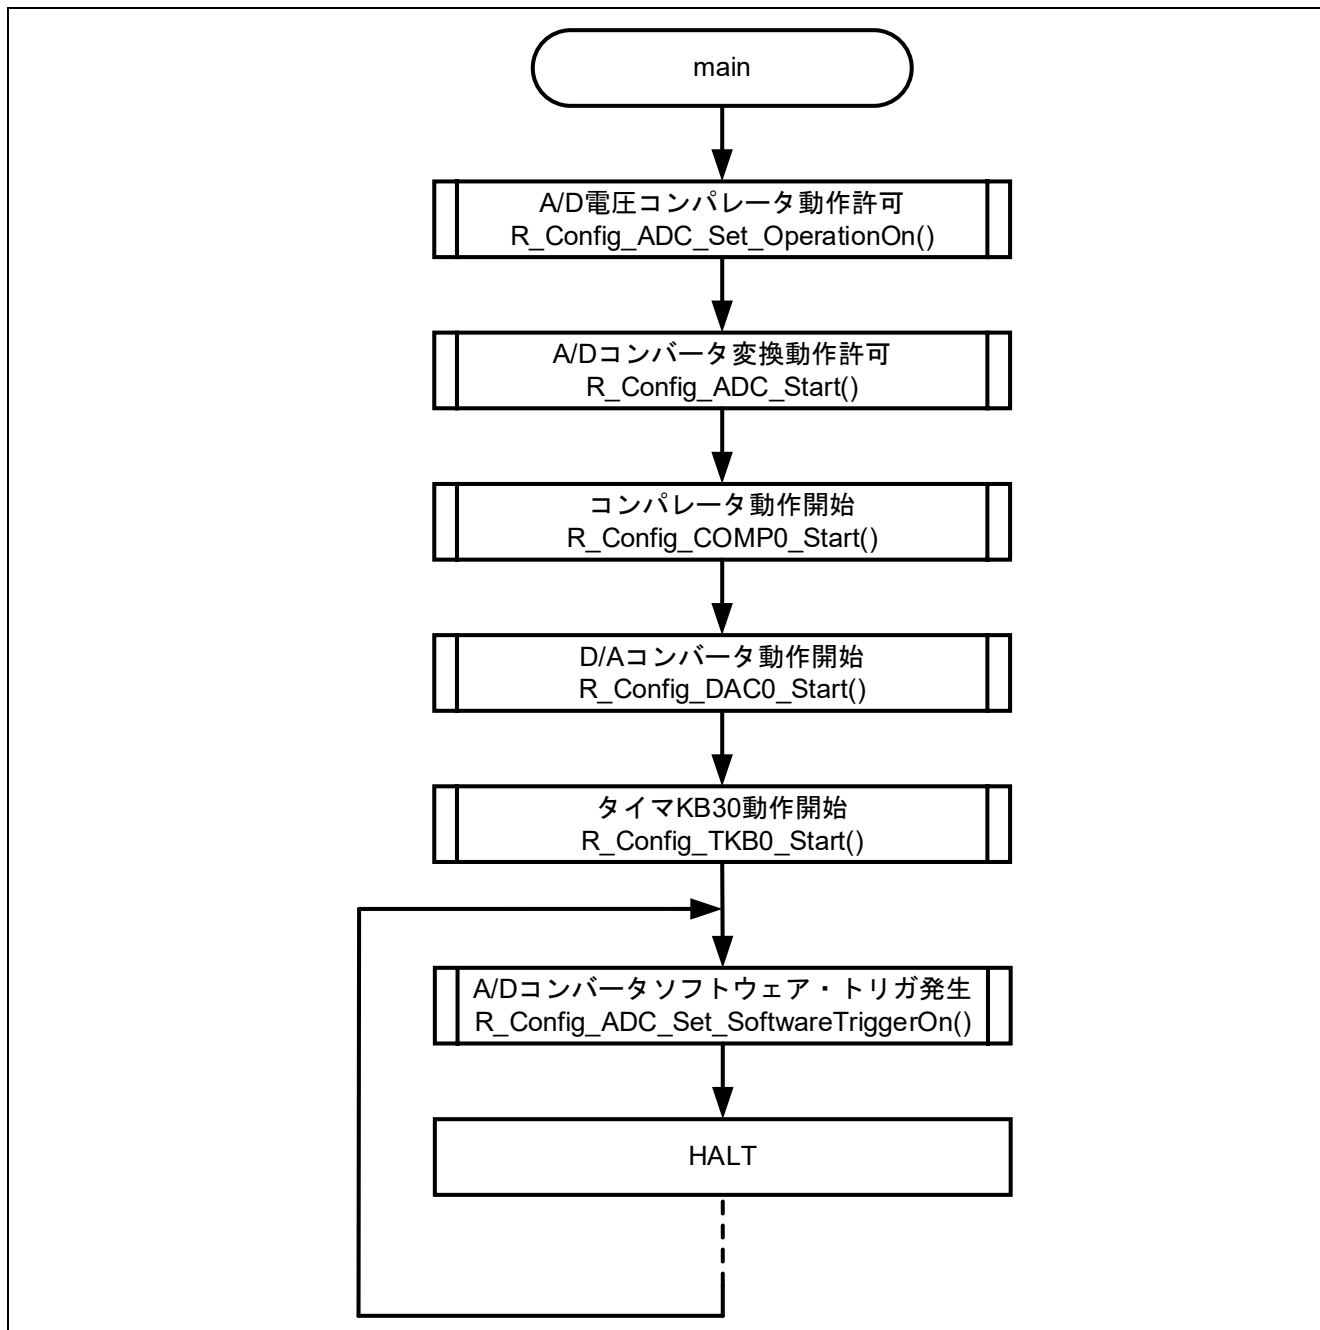 main
A/D電圧コンパレータ動作許可
R_Config_ADC_Set_OperationOn()
A/Dコンバータ変換動作許可
R_Config_ADC_Start()
コンパレータ動作開始
R_Config_COMP0_Start()
D/Aコンバータ動作開始
R_Config_DAC0_Start()
タイマKB30動作開始
R_Config_TKB0_Start()
A/Dコンバータソフトウェア・トリガ発生
R_Config_ADC_Set_SoftwareTriggerOn()
HALT